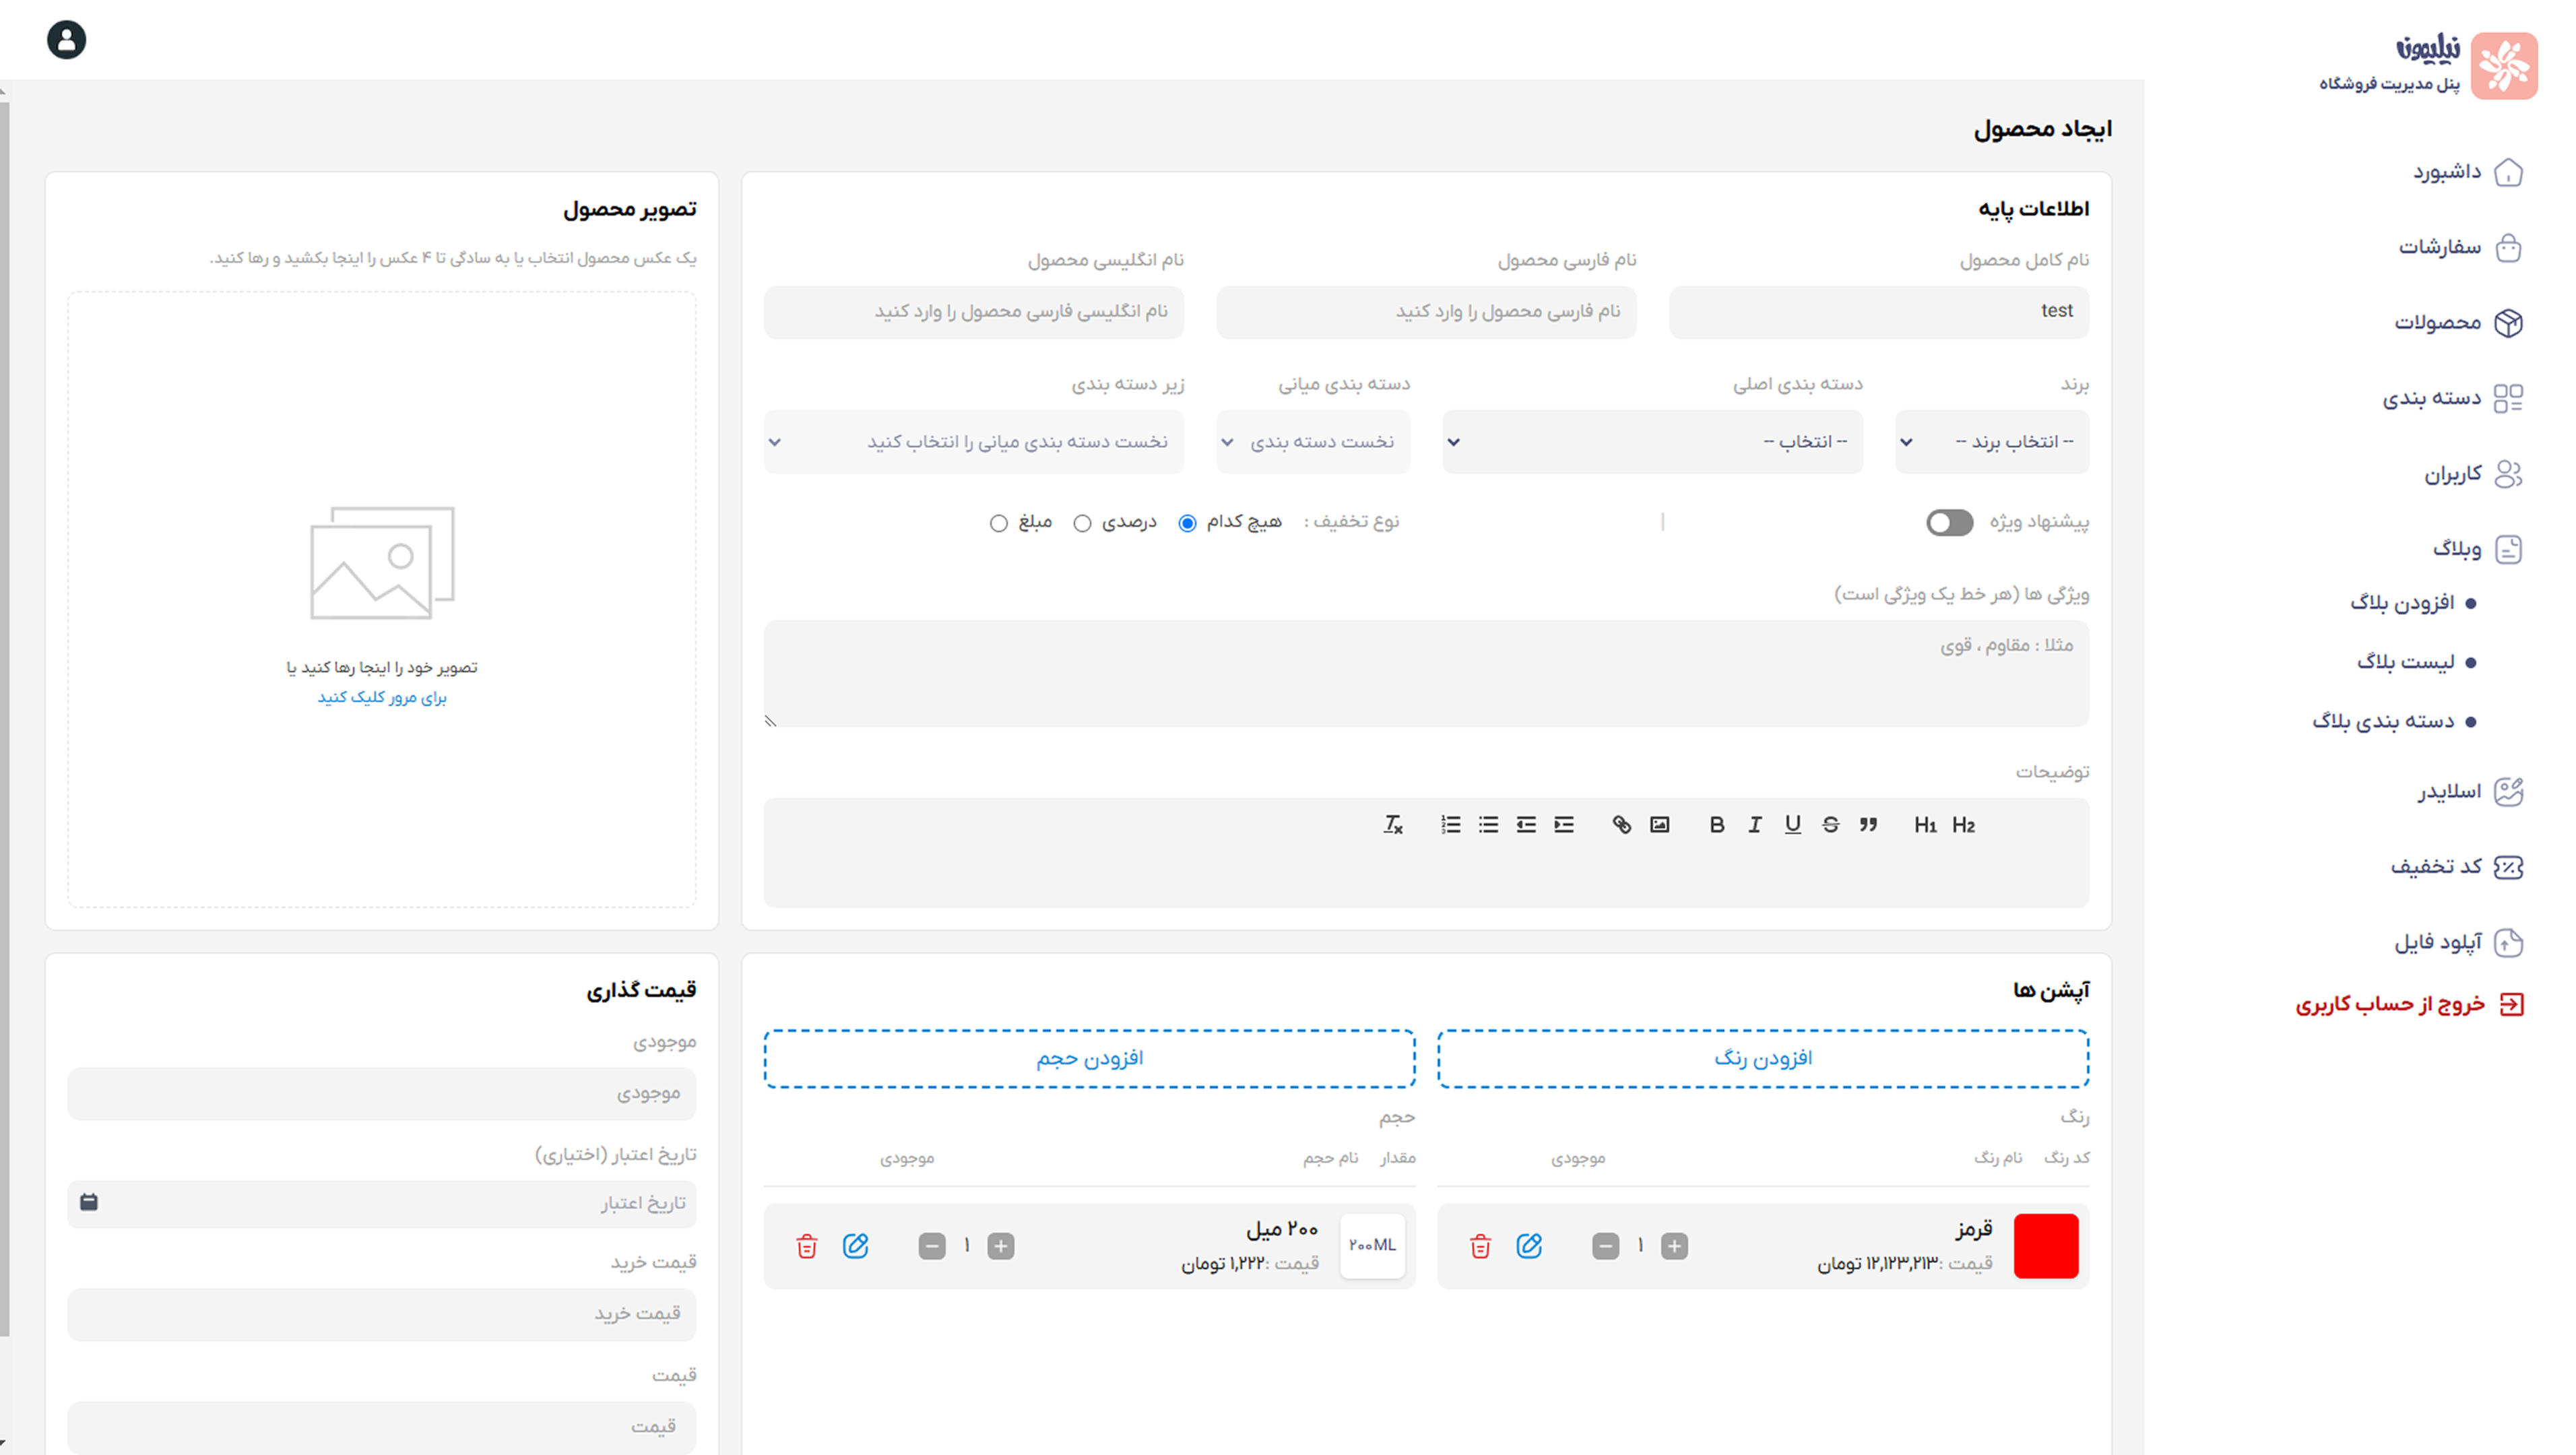 نیلیمونه
پنل مدیریت فروشگاه
داشبورد
سفارشات
محصولات
دسته بندی
کاربران
وبلاگ
افزودن بلاگ
لیست بلاگ
دسته بندی بلاگ
اسلایدر
کد تخفیف
آپلود فایل
خروج از حساب کاربری
ایجاد محصول
اطلاعات پایه
نام کامل محصول
نام فارسی محصول
نام انگلیسی محصول
test
نام فارسی محصول را وارد کنید
نام انگلیسی فارسی محصول را وارد کنید
برند
دسته بندی اصلی
دسته بندی میانی
زیر دسته بندی
-- انتخاب برند --
-- انتخاب --
نخست دسته بندی
نخست دسته بندی میانی را انتخاب کنید
پیشنهاد ویژه
|
نوع تخفیف :
هیچ کدام
درصدی
مبلغ
ویژگی ها (هر خط یک ویژگی است)
مثلا : مقاوم ، قوی
توضیحات
H1 H2
آپشن ها
افزودن رنگ
افزودن حجم
رنگ
کد رنگ
نام رنگ
موجودی
قرمز
قیمت :۱۲,۱۲۳,۲۱۳ تومان
۱
حجم
مقدار
نام حجم
موجودی
۲۰۰ML
۲۰۰ میل
قیمت :۱,۲۲۲ تومان
۱
تصویر محصول
یک عکس محصول انتخاب یا به سادگی تا ۴ عکس را اینجا بکشید و رها کنید.
تصویر خود را اینجا رها کنید یا
برای مرور کلیک کنید
قیمت گذاری
موجودی
موجودی
تاریخ اعتبار (اختیاری)
تاریخ اعتبار
قیمت خرید
قیمت خرید
قیمت
قیمت